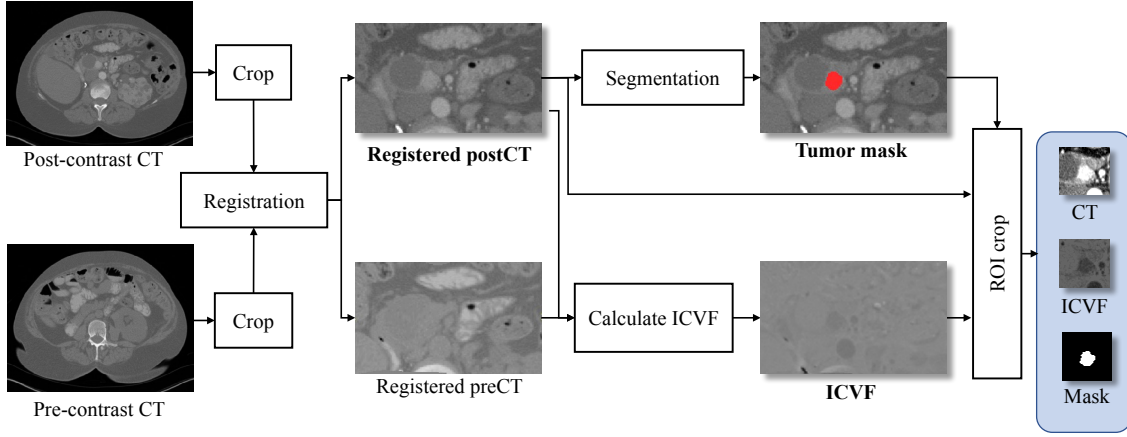 Post-contrast CT
Crop
Registration
Pre-contrast CT
Crop
Registered postCT
Registered preCT
Segmentation
Calculate ICVF
Tumor mask
ICVF
ROI crop
CT
ICVF
Mask